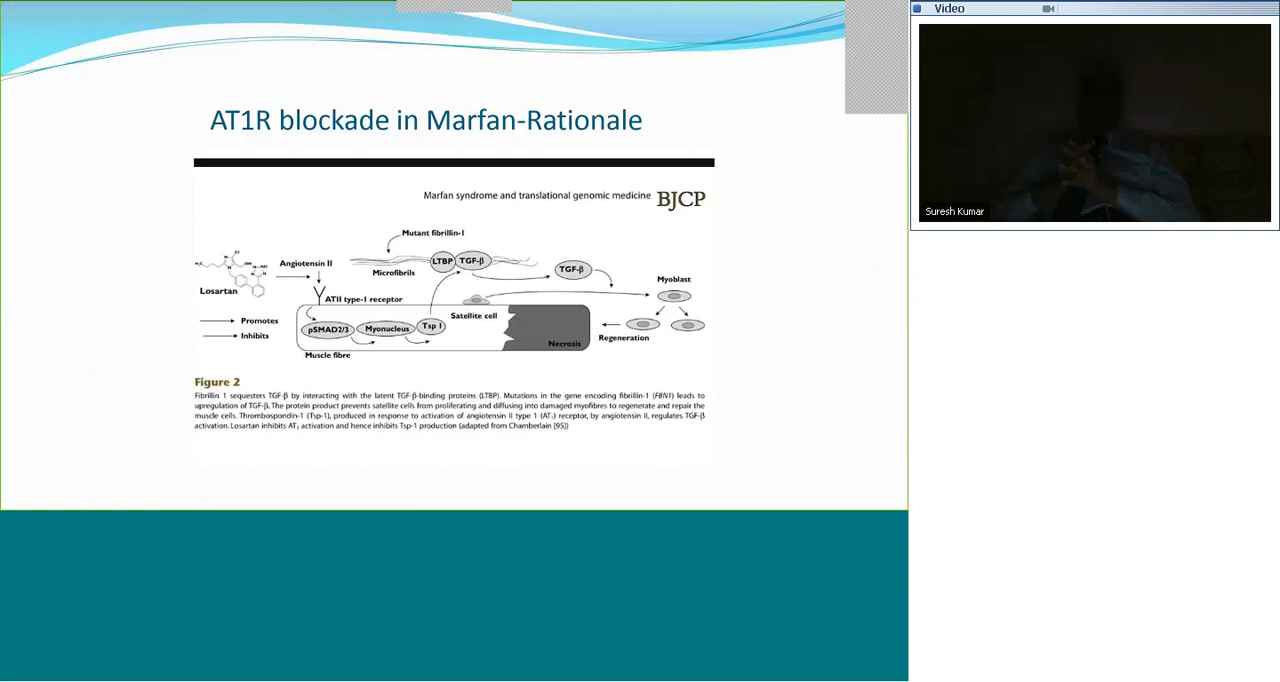 Video
Suresh Kumar
AT1R blockade in Marfan-Rationale
Marfan syndrome and translational genomic medicine BJCP
Mutant fibrillin-1
LTBP TGF-β
Microfibrils
TGF-β
Angiotensin II
Losartan
ATII type-1 receptor
Myoblast
Satellite cell
Promotes
Inhibits
pSMAD2/3 Myonucleus Tsp 1
Regeneration
Necrosis
Muscle fibre
Figure 2
Fibrillin 1 sequesters TGF-β by interacting with the latent TGF-β-binding proteins (LTBP). Mutations in the gene encoding fibrillin-1 (FBN1) leads to
upregulation of TGF-β. The protein product prevents satellite cells from proliferating and diffusing into damaged myofibres to regenerate and repair the
muscle cells. Thrombospondin-1 (Tsp-1), produced in response to activation of angiotensin II type 1 (AT₁) receptor, by angiotensin II, regulates TGF-β
activation. Losartan inhibits AT₁ activation and hence inhibits Tsp-1 production (adapted from Chamberlain [95])